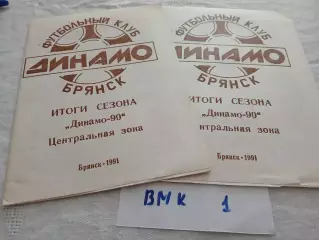 ФУТБОЛЬНЫЙ КЛУБ
ДИНАМО
БРЯНСК
ИТОГИ СЕЗОНА
„Динамо-90“
Центральная зона
Брянск-1991
ФУТБОЛЬНЫЙ КЛУБ
ДИНАМО
БРЯНСК
ИТОГИ СЕЗОНА
„Динамо-90“
нтральная зона
Брянск-1991
ВМК 1